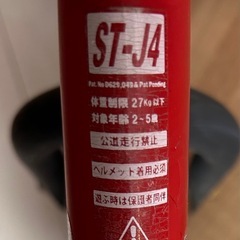 ST-J4
Pat. No D629,049 & Pat Pending
体重制限 27Kg以下
対象年齢 2~5歳
公道走行禁止
ヘルメット着用必須
遊ぶ時は保護者同伴